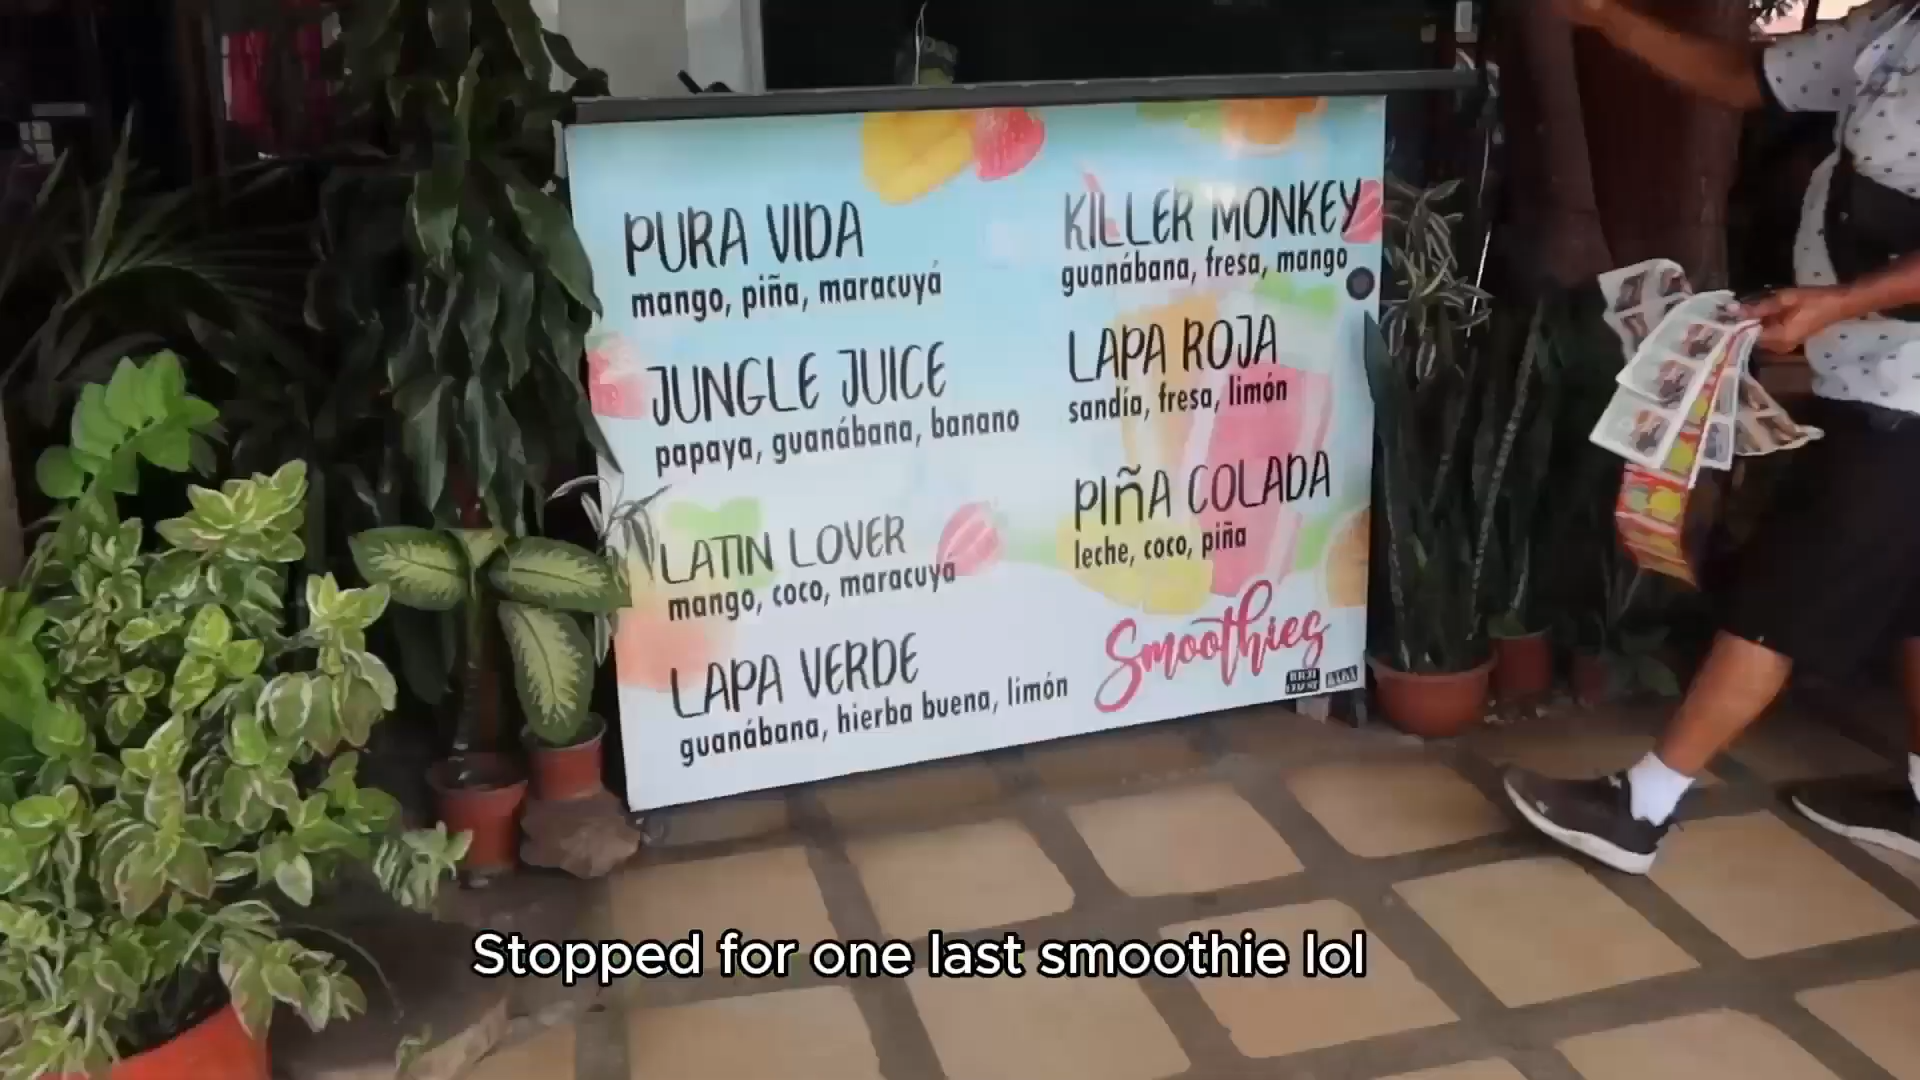 PURA VIDA
mango, piña, maracuyá
JUNGLE JUICE
papaya, guanábana, banano
LATIN LOVER
mango, coco, maracuyá
LAPA VERDE
guanábana, hierba buena, limón
KILLER MONKEY
guanábana, fresa, mango
LAPA ROJA
sandía, fresa, limón
PIÑA COLADA
leche, coco, piña
Smoothies
Stopped for one last smoothie lol